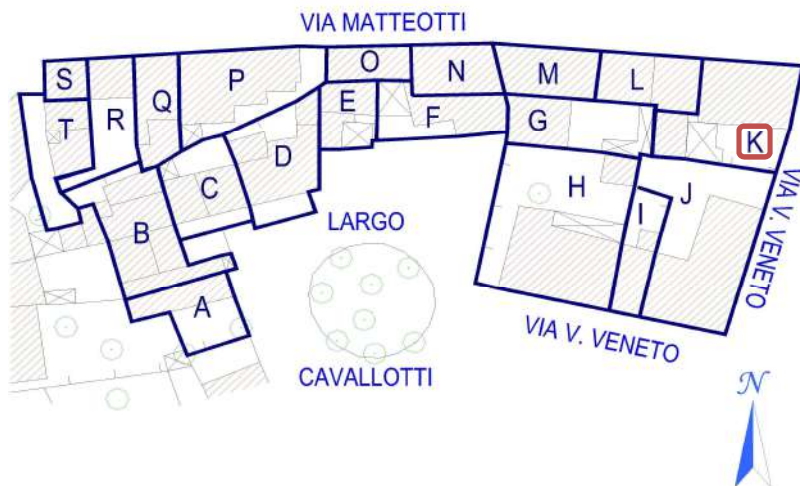 VIA MATTEOTTI
S
T
R
Q
P
O
N
M
L
K
E
F
G
D
C
B
A
H
I
J
LARGO
CAVALLOTTI
VIA V. VENETO
VIA V. VENETO
N